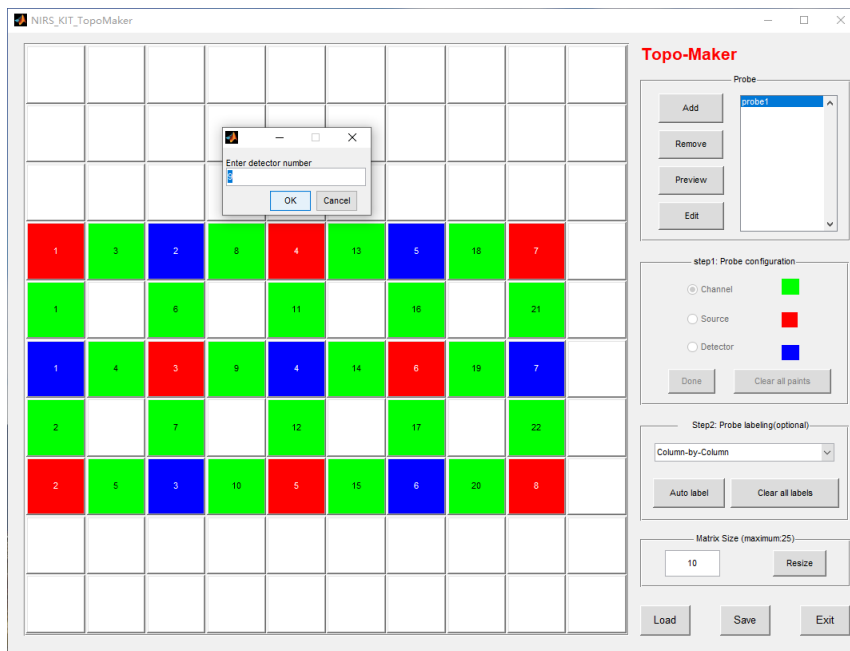 NIRS_KIT_TopoMaker
Topo-Maker
Probe
Add
probe1
Remove
Preview
Edit
Enter detector number
OK Cancel
1 3 2 8 4 13 5 18 7
1 6 11 16 21
1 4 3 9 4 14 6 19 7
2 7 12 17 22
2 5 3 10 5 15 6 20 8
step1: Probe configuration
Channel
Source
Detector
Done Clear all paints
Step2: Probe labeling(optional)
Column-by-Column
Auto label Clear all labels
Matrix Size (maximum:25)
10 Resize
Load Save Exit